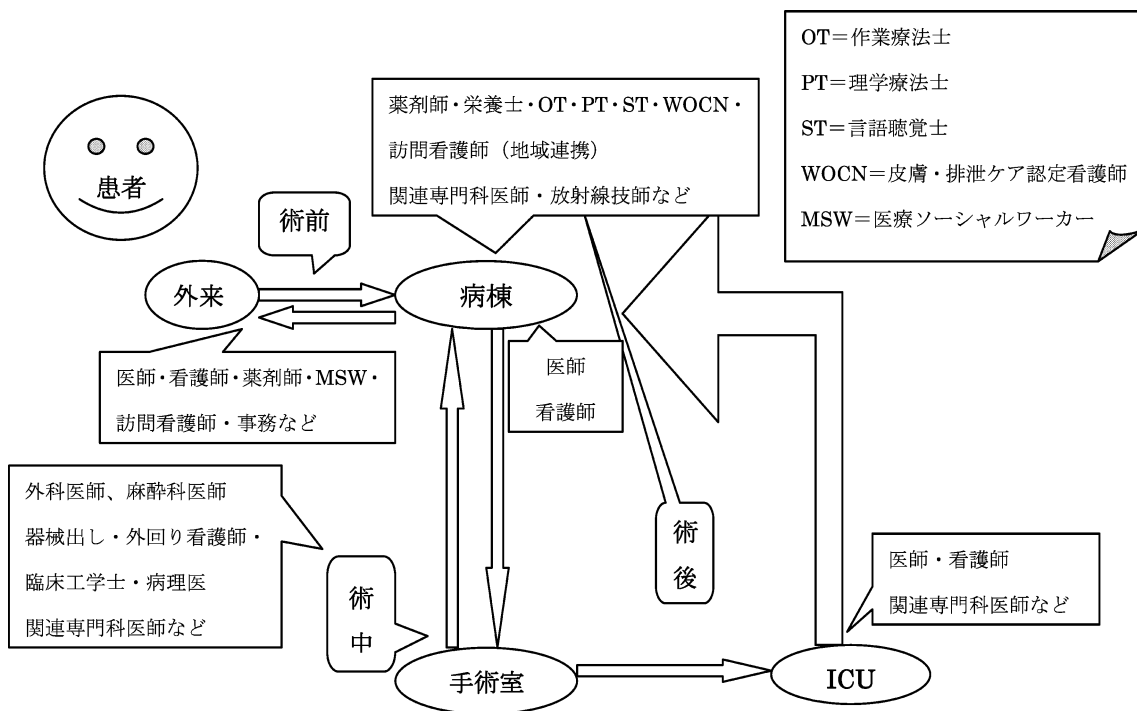 OT＝作業療法士
PT＝理学療法士
ST＝言語聴覚士
WOCN＝皮膚・排泄ケア認定看護師
MSW＝医療ソーシャルワーカー
薬剤師・栄養士・OT・PT・ST・WOCN・
訪問看護師（地域連携）
関連専門科医師・放射線技師など
患者
術前
外来
病棟
医師・看護師・薬剤師・MSW・
訪問看護師・事務など
医師
看護師
外科医師、麻酔科医師
器械出し・外回り看護師・
臨床工学士・病理医
関連専門科医師など
術
中
術
後
医師・看護師
関連専門科医師など
手術室
ICU